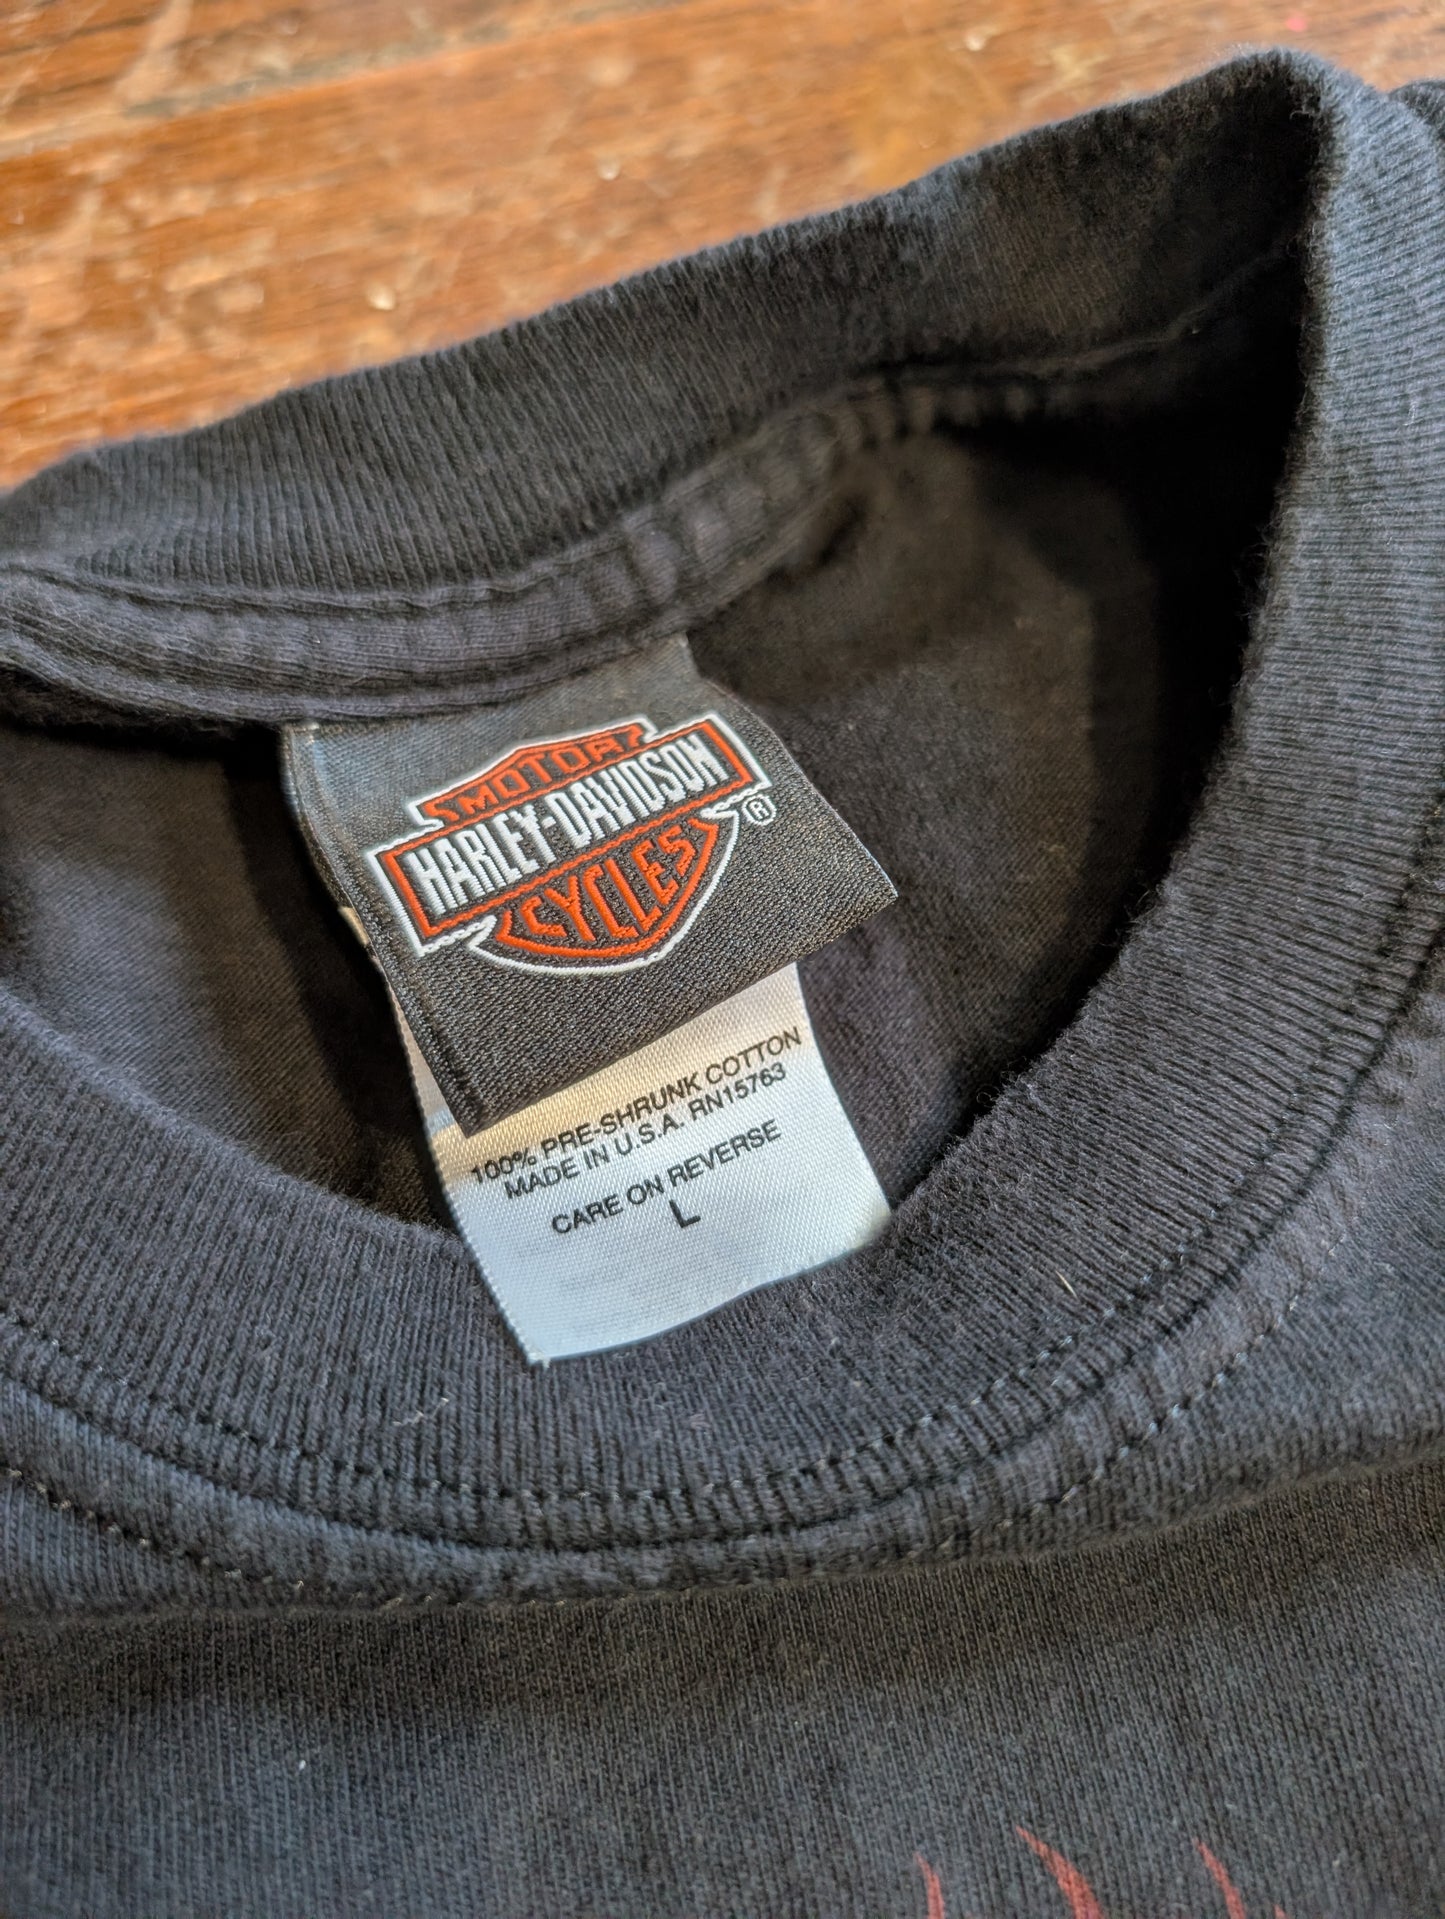 MOTOR
HARLEY-DAVIDSON
CYCLES
®
100% PRE-SHRUNK COTTON
MADE IN U.S.A. RN15763
CARE ON REVERSE
L